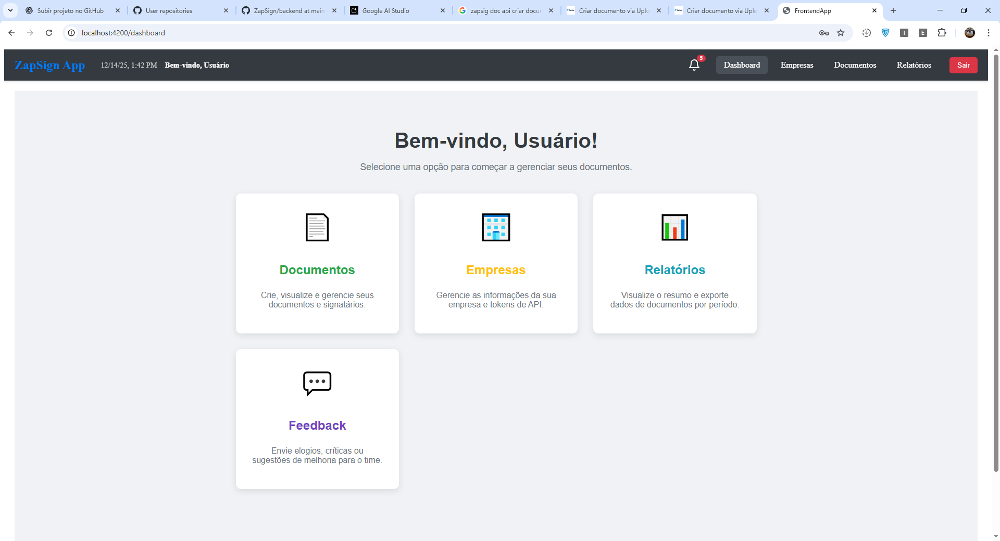 Subir projeto no GitHub
User repositories
ZapSign/backend at main
Google AI Studio
zapsig doc api criar docu
Criar documento via Uplo
Criar documento via Uplo
FrontendApp
localhost:4200/dashboard
I
E
ZapSign App
12/14/25, 1:42 PM
Bem-vindo, Usuário
5
Dashboard
Empresas
Documentos
Relatórios
Sair
Bem-vindo, Usuário!
Selecione uma opção para começar a gerenciar seus documentos.
Documentos
Crie, visualize e gerencie seus
documentos e signatários.
Empresas
Gerencie as informações da sua
empresa e tokens de API.
Relatórios
Visualize o resumo e exporte
dados de documentos por período.
Feedback
Envie elogios, críticas ou
sugestões de melhoria para o time.